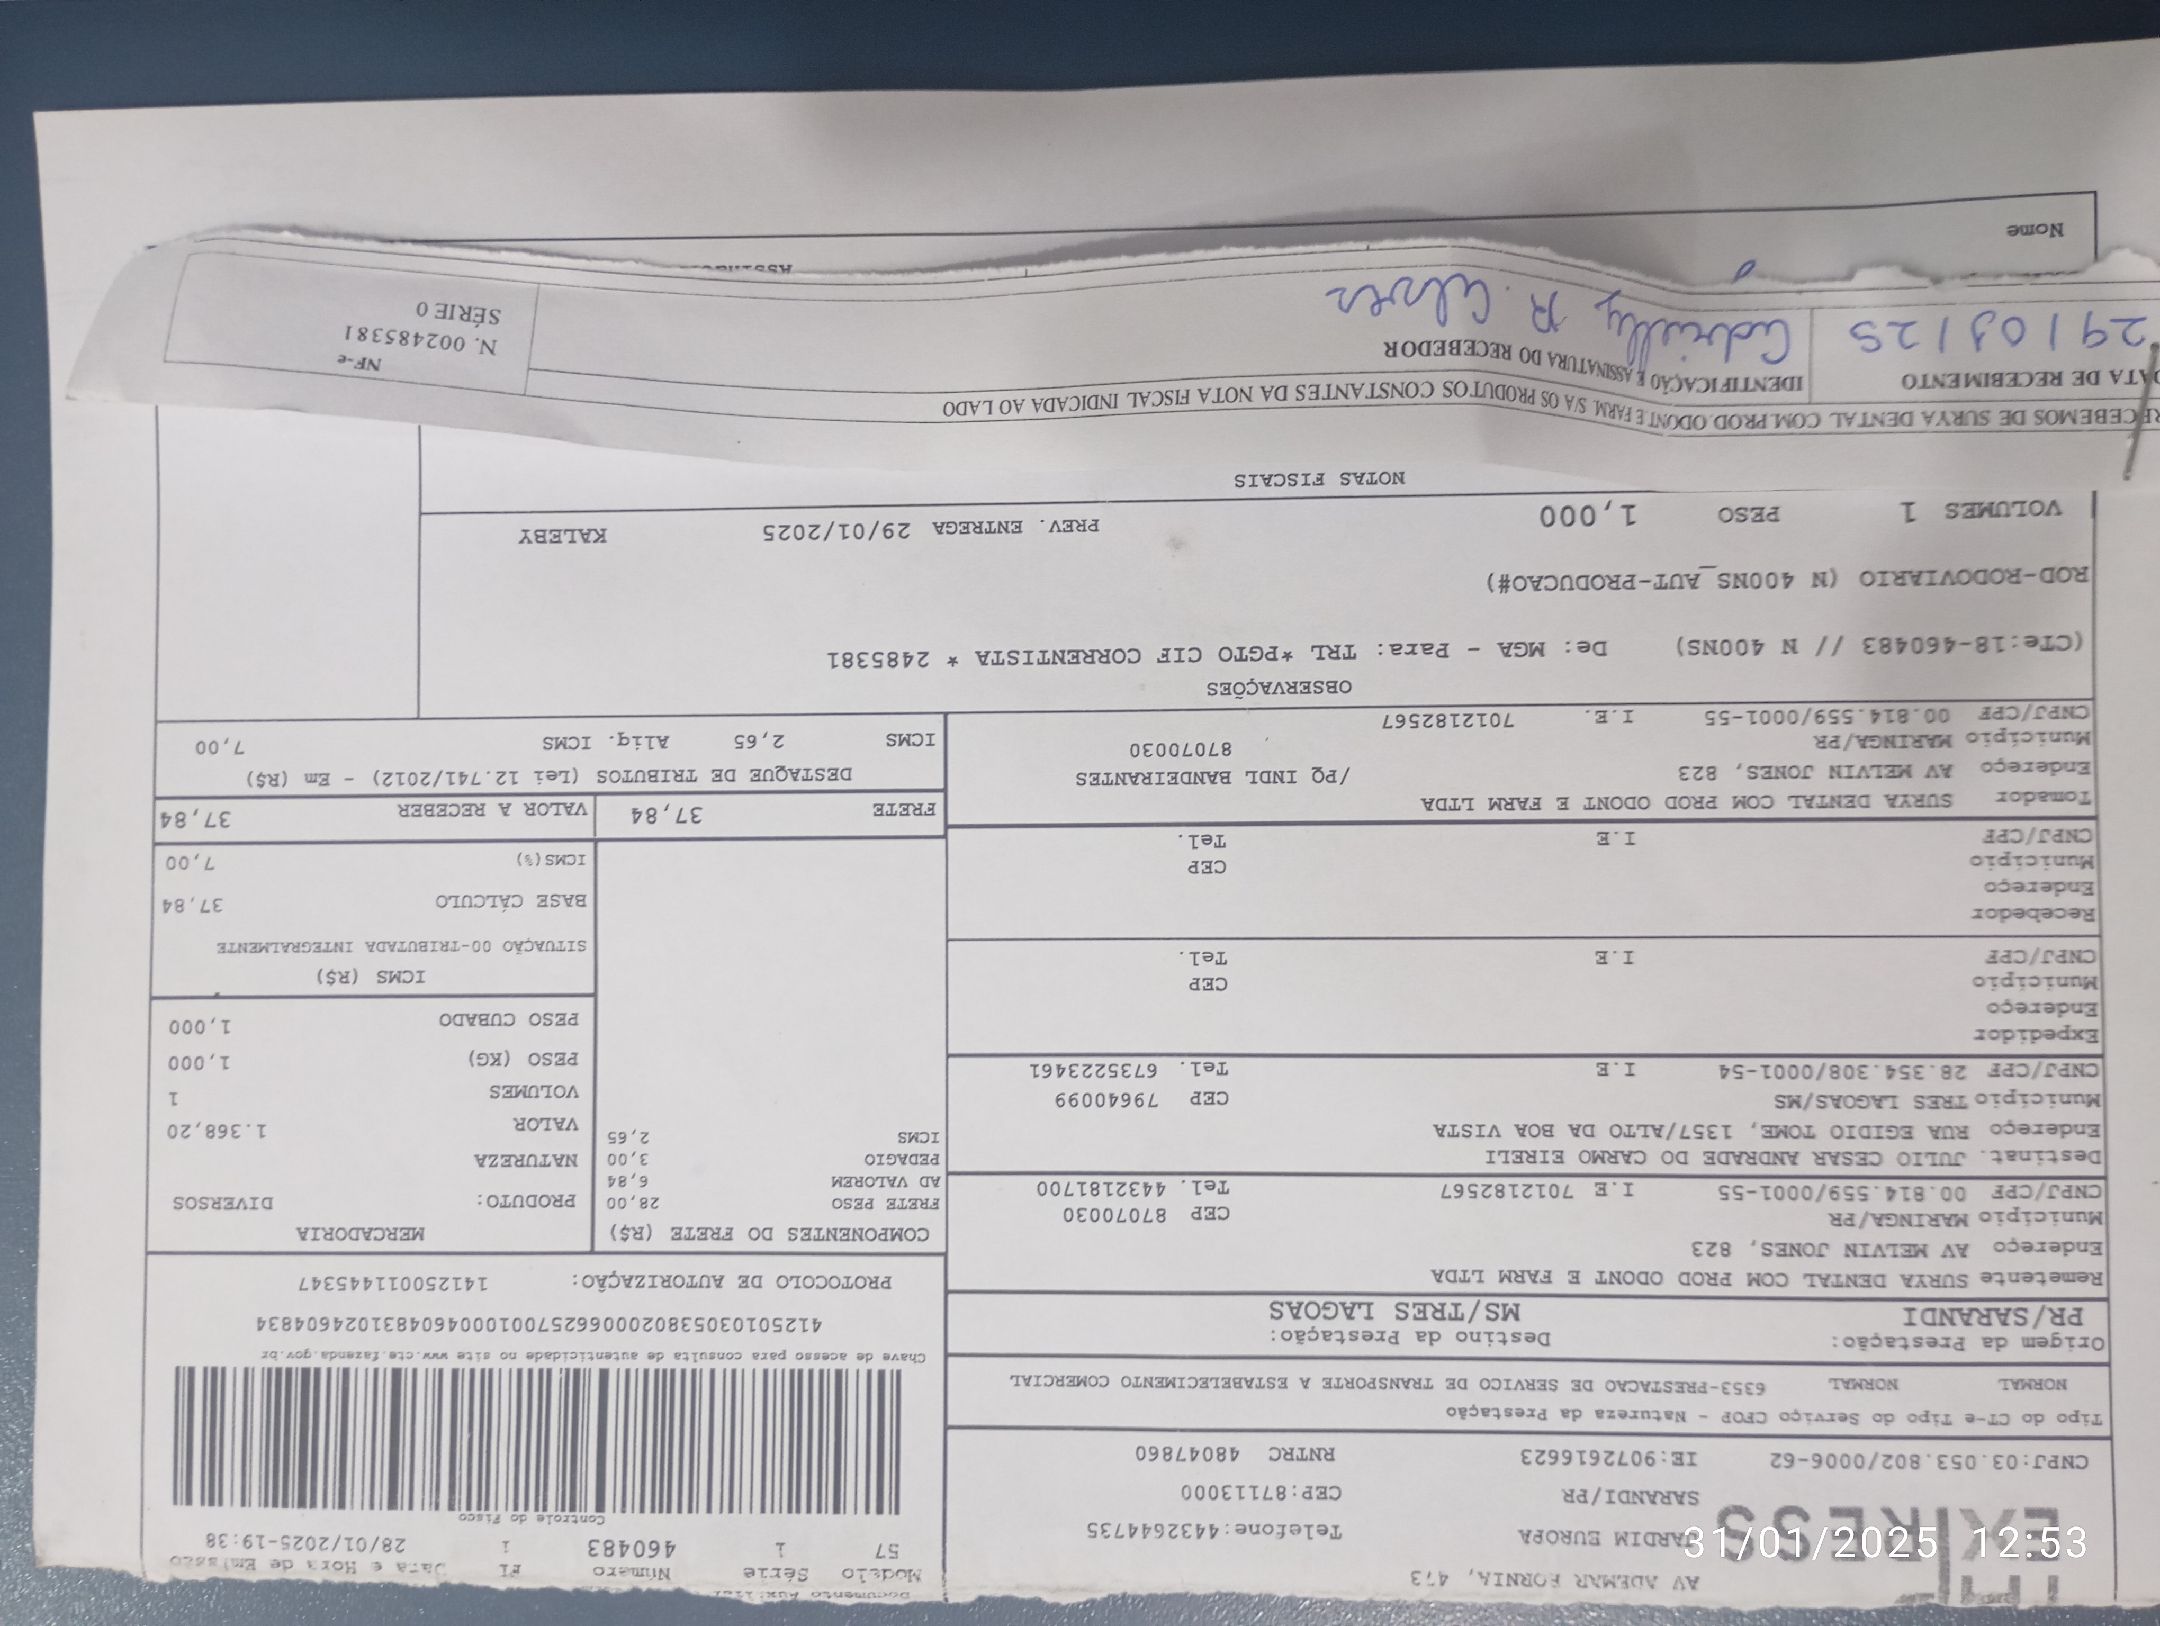 Documento Auxiliar
Modelo Série Número Fl Data e Hora de Emissão
57 1 460483 1 28/01/2025-19:38
Controle do Fisco
Chave de acesso para consulta de autenticidade no site www.cte.fazenda.gov.br
41250103053802000662570010004604831024604834
PROTOCOLO DE AUTORIZAÇÃO: 141250011445347
EXPRESS
AV ADEMAR BORNIA, 473
JARDIM EUROPA Telefone:4432644735
SARANDI/PR CEP:87113000
CNPJ:03.053.802/0006-62 IE:9072616623 RNTRC 48047860
Tipo do CT-e Tipo do Serviço CFOP - Natureza da Prestação
NORMAL NORMAL 6353-PRESTACAO DE SERVICO DE TRANSPORTE A ESTABELECIMENTO COMERCIAL
Origem da Prestação: Destino da Prestação:
PR/SARANDI MS/TRES LAGOAS
Remetente SURYA DENTAL COM PROD ODONT E FARM LTDA
Endereço AV MELVIN JONES, 823
Município MARINGA/PR CEP 87070030
CNPJ/CPF 00.814.559/0001-55 I.E 7012182567 Tel. 4432181700
Destinat. JULIO CESAR ANDRADE DO CARMO EIRELI
Endereço RUA EGIDIO TOME, 1357/ALTO DA BOA VISTA
Município TRES LAGOAS/MS CEP 79640099
CNPJ/CPF 28.354.308/0001-54 I.E Tel. 6735223461
Expedidor
Endereço
Município CEP
CNPJ/CPF I.E Tel.
Recebedor
Endereço
Município CEP
CNPJ/CPF I.E Tel.
Tomador SURYA DENTAL COM PROD ODONT E FARM LTDA
Endereço AV MELVIN JONES, 823 /PQ INDL BANDEIRANTES
Município MARINGA/PR 87070030
CNPJ/CPF 00.814.559/0001-55 I.E. 7012182567
COMPONENTES DO FRETE (R$)
FRETE PESO 28,00
AD VALOREM 6,84
PEDAGIO 3,00
ICMS 2,65
MERCADORIA
PRODUTO: DIVERSOS
NATUREZA
VALOR 1.368,20
VOLUMES 1
PESO (KG) 1,000
PESO CUBADO 1,000
ICMS (R$)
SITUAÇÃO 00-TRIBUTADA INTEGRALMENTE
BASE CÁLCULO 37,84
ICMS(%) 7,00
FRETE 37,84 VALOR A RECEBER 37,84
DESTAQUE DE TRIBUTOS (Lei 12.741/2012) - Em (R$)
ICMS 2,65 Aliq. ICMS 7,00
OBSERVAÇÕES
(CTe:18-460483 // N 400NS) De: MGA - Para: TRL *PGTO CIF CORRENTISTA * 2485381
ROD-RODOVIARIO (N 400NS_AUT-PRODUCAO#)
VOLUMES 1 PESO 1,000 PREV. ENTREGA 29/01/2025 KALEBY
NOTAS FISCAIS
RECEBEMOS DE SURYA DENTAL COM.PROD. ODONT E FARM. S/A OS PRODUTOS CONSTANTES DA NOTA FISCAL INDICADA AO LADO
DATA DE RECEBIMENTO IDENTIFICAÇÃO E ASSINATURA DO RECEBEDOR
R. Alves
NF-e
N. 002485381
SÉRIE 0
Nome
31/01/2025 12:53